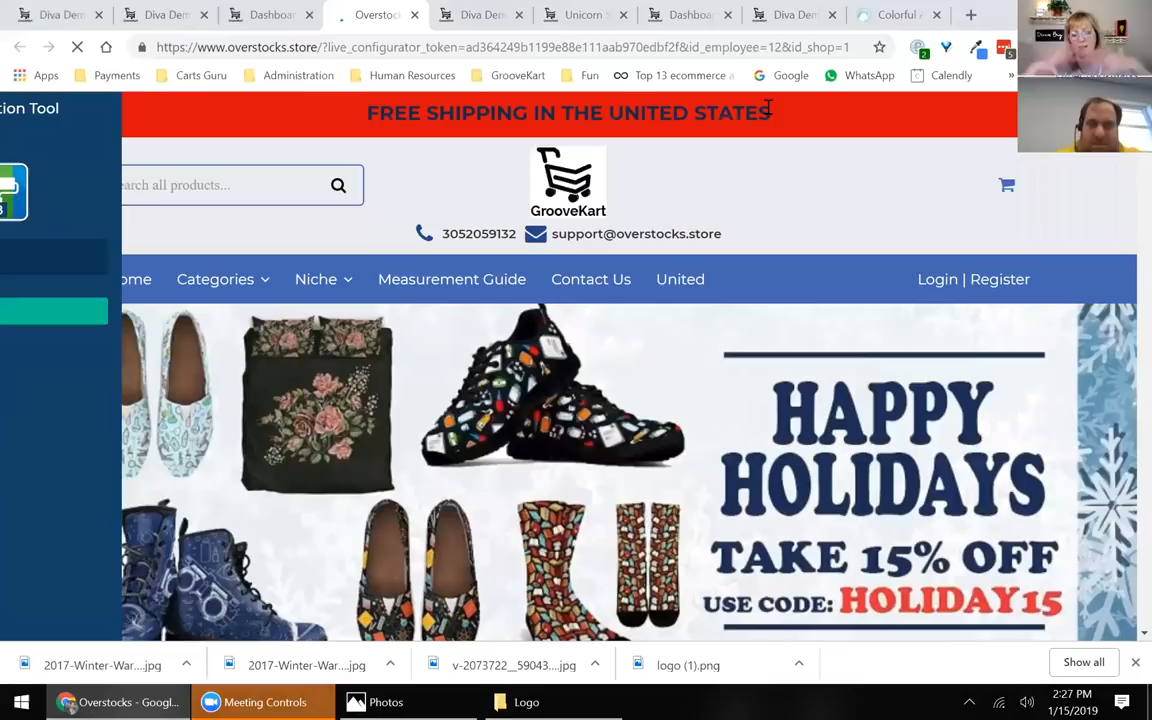 Diva Dem
Diva Dem
Dashboa
Overstoc
Diva Dem
Unicorn S
Dashboa
Diva Dem
Colorful A
https://www.overstocks.store/?live_configurator_token=ad364249b1199e88e111aab970edbf2f&id_employee=12&id_shop=1
2
5
Apps
Payments
Carts Guru
Administration
Human Resources
GrooveKart
Fun
Top 13 ecommerce a
Google
WhatsApp
Calendly
»
tion Tool
FREE SHIPPING IN THE UNITED STATES
earch all products...
GrooveKart
3052059132
support@overstocks.store
ome
Categories
Niche
Measurement Guide
Contact Us
United
Login | Register
HAPPY
HOLIDAYS
TAKE 15% OFF
USE CODE: HOLIDAY15
2017-Winter-War....jpg
2017-Winter-War....jpg
v-2073722__59043....jpg
logo (1).png
Show all
Overstocks - Googl...
Meeting Controls
Photos
Logo
2:27 PM
1/15/2019